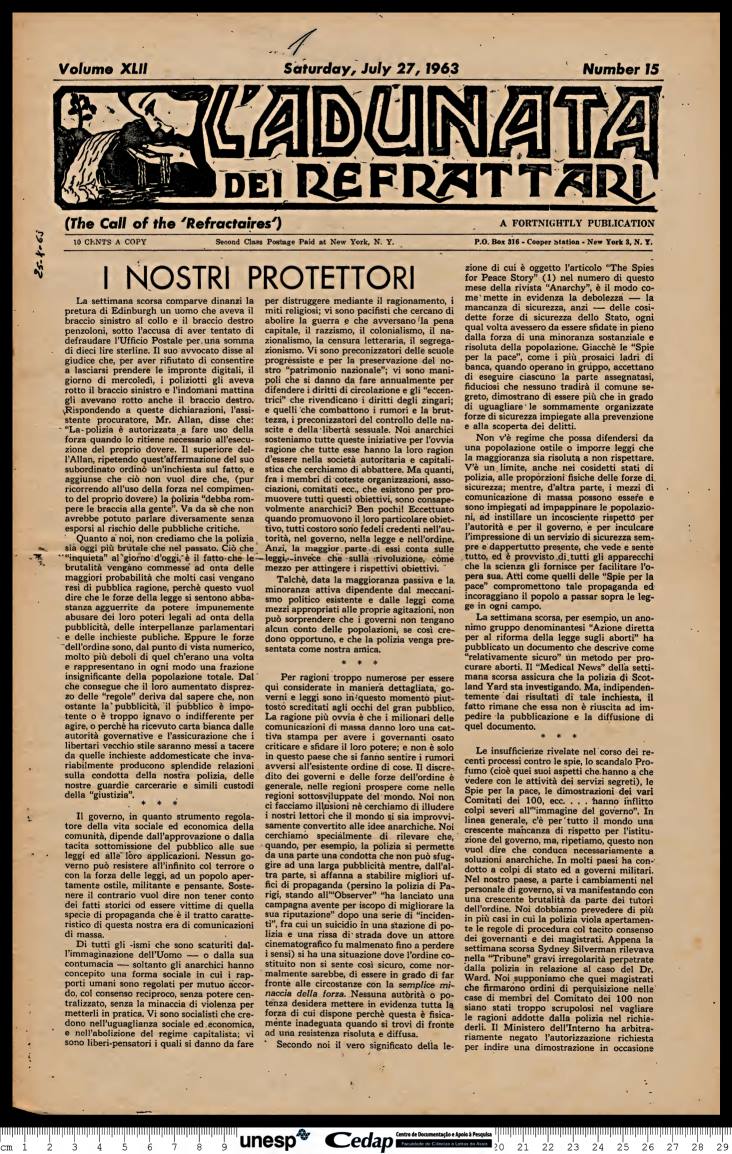 1
Volume XLII
Saturday, July 27, 1963
Number 15
L'ADUNATA
DEI REFRATTARI
(The Call of the 'Refractaires')
A FORTNIGHTLY PUBLICATION
10 CENTS A COPY
Second Class Postage Paid at New York, N. Y.
P.O. Box 316 - Cooper Station - New York 3, N. Y.
I NOSTRI PROTETTORI
La settimana scorsa comparve dinanzi la
pretura di Edinburgh un uomo che aveva il
braccio sinistro al collo e il braccio destro
penzoloni, sotto l'accusa di aver tentato di
defraudare l'Ufficio Postale per una somma
di dieci lire sterline. Il suo avvocato disse al
giudice che, per aver rifiutato di consentire
a lasciarsi prendere le impronte digitali, il
giorno di mercoledì, i poliziotti gli aveva
rotto il braccio sinistro e l'indomani mattina
gli avevano rotto anche il braccio destro.
Rispondendo a queste dichiarazioni, l'assi-
stente procuratore, Mr. Allan, disse che:
"La polizia è autorizzata a fare uso della
forza quando lo ritiene necessario all'esecu-
zione del proprio dovere. Il superiore del-
l'Allan, ripetendo quest'affermazione del suo
subordinato ordinò un'inchiesta sul fatto, e
aggiunse che ciò non vuol dire che, (pur
ricorrendo all'uso della forza nel compimen-
to del proprio dovere) la polizia "debba rom-
pere le braccia alla gente". Va da sè che non
avrebbe potuto parlare diversamente senza
esporsi al rischio delle pubbliche critiche.
Quanto a noi, non crediamo che la polizia
sia oggi più brutale che nel passato. Ciò che
"inquieta" al giorno d'oggi, è il fatto che le
brutalità vengano commesse ad onta delle
maggiori probabilità che molti casi vengano
resi di publica ragione, perchè questo vuol
dire che le forze della legge si sentono abba-
stanza agguerrite da potere impunemente
abusare dei loro poteri legali ad onta della
pubblicità, delle interpellanze parlamentari
e delle inchieste publiche. Eppure le forze
dell'ordine sono, dal punto di vista numerico,
molto più deboli di quel ch'erano una volta
e rappresentano in ogni modo una frazione
insignificante della popolazione totale. Dal
che consegue che il loro aumentato disprez-
zo delle "regole" deriva dal sapere che, non
ostante la pubblicità, il pubblico è impo-
tente o è troppo ignavo o indifferente per
agire, o perchè ha ricevuto carta bianca dalle
autorità governative e l'assicurazione che i
libertari vecchio stile saranno messi a tacere
da quelle inchieste addomesticate che inva-
riabilmente producono splendide relazioni
sulla condotta della nostra polizia, delle
nostre guardie carcerarie e simili custodi
della "giustizia".
* * *
Il governo, in quanto strumento regola-
tore della vita sociale ed economica della
comunità, dipende dall'approvazione o dalla
tacita sottomissione del pubblico alle sue
leggi ed alle loro applicazioni. Nessun go-
verno può resistere all'infinito col terrore o
con la forza delle leggi, ad un popolo aper-
tamente ostile, militante e pensante. Soste-
nere il contrario vuol dire non tener conto
dei fatti storici od essere vittime di quella
specie di propaganda che è il tratto caratte-
ristico di questa nostra era di comunicazioni
di massa.
Di tutti gli -ismi che sono scaturiti dal-
l'immaginazione dell'Uomo — o dalla sua
contumacia — soltanto gli anarchici hanno
concepito una forma sociale in cui i rap-
porti umani sono regolati per mutuo accor-
do, col consenso reciproco, senza potere cen-
tralizzato, senza la minaccia di violenza per
metterli in pratica. Vi sono socialisti che cre-
dono nell'uguaglianza sociale ed economica,
e nell'abolizione del regime capitalista; vi
sono liberi-pensatori i quali si danno da fare
per distruggere mediante il ragionamento, i
miti religiosi; vi sono pacifisti che cercano di
abolire la guerra e che avversano la pena
capitale, il razzismo, il colonialismo, il na-
zionalismo, la censura letteraria, il segrega-
zionismo. Vi sono preconizzatori delle scuole
progressiste e per la preservazione del no-
stro "patrimonio nazionale"; vi sono mani-
poli che si danno da fare annualmente per
difendere i diritti di circolazione e gli "eccen-
trici" che rivendicano i diritti degli zingari;
e quelli che combattono i rumori e la brut-
tezza, i preconizzatori del controllo delle na-
scite e della libertà sessuale. Noi anarchici
sosteniamo tutte queste iniziative per l'ovvia
ragione che tutte esse hanno la loro ragion
d'essere nella società autoritaria e capitali-
stica che cerchiamo di abbattere. Ma quanti,
fra i membri di coteste organizzazioni, asso-
ciazioni, comitati ecc., che esistono per pro-
muovere tutti questi obiettivi, sono consape-
volmente anarchici? Ben pochi! Eccettuato
quando promuovono il loro particolare obiet-
tivo, tutti costoro sono fedeli credenti nell'au-
torità, nel governo, nella legge e nell'ordine.
Anzi, la maggior parte di essi conta sulle
leggi, invece che sulla rivoluzione, come
mezzo per attingere i rispettivi obiettivi.
Talchè, data la maggioranza passiva e la
minoranza attiva dipendente dal meccani-
smo politico esistente e dalle leggi come
mezzi appropriati alle proprie agitazioni, non
può sorprendere che i governi non tengano
alcun conto delle popolazioni, se così cre-
dono opportuno, e che la polizia venga pre-
sentata come nostra amica.
* * *
Per ragioni troppo numerose per essere
qui considerate in maniera dettagliata, go-
verni e leggi sono in questo momento piut-
tosto screditati agli occhi del gran pubblico.
La ragione più ovvia è che i milionari delle
comunicazioni di massa danno loro una cat-
tiva stampa per avere i governanti osato
criticare e sfidare il loro potere; e non è solo
in questo paese che si fanno sentire i rumori
avversi all'esistente ordine di cose. Il discre-
dito dei governi e delle forze dell'ordine è
generale, nelle regioni prospere come nelle
regioni sottosviluppate del mondo. Noi non
ci facciamo illusioni nè cerchiamo di illudere
i nostri lettori che il mondo si sia improvvi-
samente convertito alle idee anarchiche. Noi
cerchiamo specialmente di rilevare che,
quando, per esempio, la polizia si permette
da una parte una condotta che non può sfug-
gire ad una larga pubblicità mentre, dall'al-
tra parte, si affanna a stabilire migliori uf-
fici di propaganda (persino la polizia di Pa-
rigi, stando all'"Observer" "ha lanciato una
campagna avente per iscopo di migliorare la
sua riputazione" dopo una serie di "inciden-
ti", fra cui un suicidio in una stazione di po-
lizia e una rissa di strada dove un attore
cinematografico fu malmenato fino a perdere
i sensi) si ha una situazione dove l'ordine co-
stituito non si sente così sicuro, come nor-
malmente sarebbe, di essere in grado di far
fronte alle circostanze con la semplice mi-
naccia della forza. Nessuna autorità o po-
tenza desidera mettere in evidenza tutta la
forza di cui dispone perchè questa è fisica-
mente inadeguata quando si trovi di fronte
ad una resistenza risoluta e diffusa.
Secondo noi il vero significato della le-
zione di cui è oggetto l'articolo "The Spies
for Peace Story" (1) nel numero di questo
mese della rivista "Anarchy", è il modo co-
me mette in evidenza la debolezza — la
mancanza di sicurezza, anzi — delle cosi-
dette forze di sicurezza dello Stato, ogni
qual volta avessero da essere sfidate in pieno
dalla forza di una minoranza sostanziale e
risoluta della popolazione. Giacchè le "Spie
per la pace", come i più prosaici ladri di
banca, quando operano in gruppo, accettano
di eseguire ciascuno la parte assegnatasi,
fiduciosi che nessuno tradirà il comune se-
greto, dimostrano di essere più che in grado
di uguagliare le sommamente organizzate
forze di sicurezza impiegate alla prevenzione
e alla scoperta dei delitti.
Non v'è regime che possa difendersi da
una popolazione ostile o imporre leggi che
la maggioranza sia risoluta a non rispettare.
V'è un limite, anche nei cosidetti stati di
polizia, alle proporzioni fisiche delle forze di
sicurezza; mentre, d'altra parte, i mezzi di
comunicazione di massa possono essere e
sono impiegati ad impappinare le popolazio-
ni, ad instillare un incosciente rispetto per
l'autorità e per il governo, e per inculcare
l'impressione di un servizio di sicurezza sem-
pre e dappertutto presente, che vede e sente
tutto, ed è provvisto di tutti gli apparecchi
che la scienza gli fornisce per facilitare l'o-
pera sua. Atti come quelli delle "Spie per la
pace" compromettono tale propaganda ed
incoraggiano il popolo a passar sopra le leg-
ge in ogni campo.
La settimana scorsa, per esempio, un ano-
nimo gruppo denominantesi "Azione diretta
per al riforma della legge sugli aborti" ha
pubblicato un documento che descrive come
"relativamente sicuro" un metodo per pro-
curare aborti. Il "Medical News" della setti-
mana scorsa assicura che la polizia di Scot-
land Yard sta investigando. Ma, indipenden-
temente dai risultati di tale inchiesta, il
fatto rimane che essa non è riuscita ad im-
pedire la pubblicazione e la diffusione di
quel documento.
* * *
Le insufficienze rivelate nel corso dei re-
centi processi contro le spie, lo scandalo Pro-
fumo (cioè quei suoi aspetti che hanno a che
vedere con le attività dei servizi segreti), le
Spie per la pace, le dimostrazioni dei vari
Comitati dei 100, ecc. . . . hanno inflitto
colpi severi all'"immagine del governo". In
linea generale, c'è per tutto il mondo una
crescente mancanza di rispetto per l'istitu-
zione del governo, ma, ripetiamo, questo non
vuol dire che conduca necessariamente a
soluzioni anarchiche. In molti paesi ha con-
dotto a colpi di stato ed a governi militari.
Nel nostro paese, a parte i cambiamenti nel
personale di governo, si va manifestando con
una crescente brutalità da parte dei tutori
dell'ordine. Noi dobbiamo prevedere di più
in più casi in cui la polizia viola apertamen-
te le regole di procedura col tacito consenso
dei governanti e dei magistrati. Appena la
settimana scorsa Sydney Silverman rilevava
nella "Tribune" gravi irregolarità perpetrate
dalla polizia in relazione al caso del Dr.
Ward. Noi supponiamo che quei magistrati
che firmarono ordini di perquisizione nelle
case di membri del Comitato dei 100 non
siano stati troppo scrupolosi nel vagliare
le ragioni addotte dalla polizia nel richie-
derli. Il Ministero dell'Interno ha arbitra-
riamente negato l'autorizzazione richiesta
per indire una dimostrazione in occasione
cm 1 2 3 4 5 6 7 8 9
unesp
Cedap
Centro de Documentação e Apoio à Pesquisa
Faculdade de Ciências e Letras de Assis
20 21 22 23 24 25 26 27 28 29